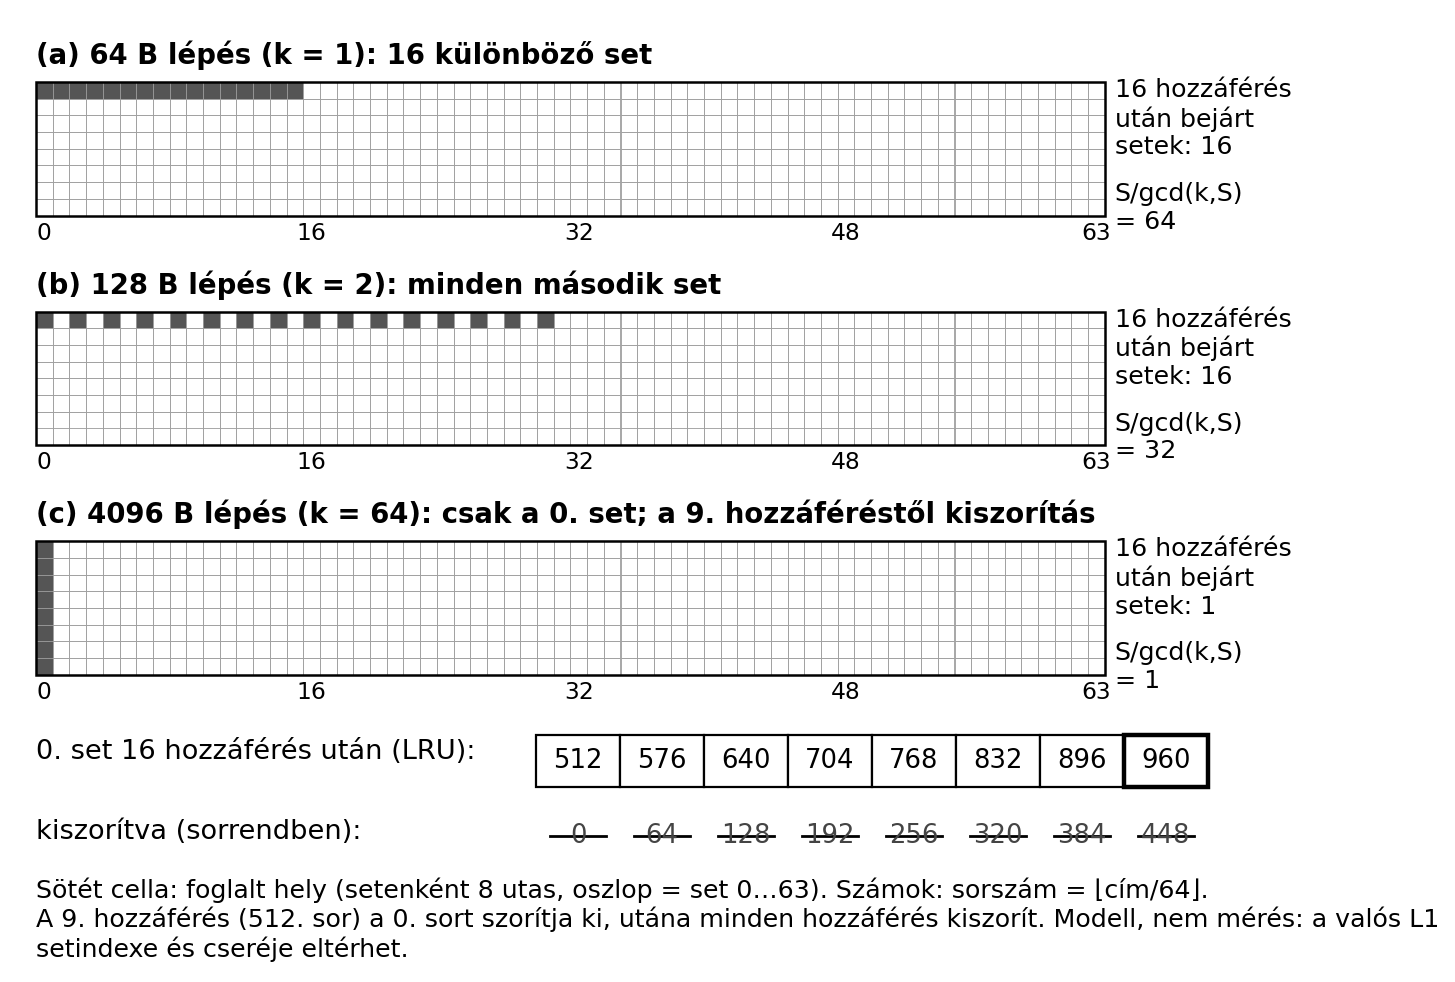 (a) 64 B lépés (k = 1): 16 különböző set
16 hozzáférés
után bejárt
setek: 16
S/gcd(k,S)
= 64
0 16 32 48 63
(b) 128 B lépés (k = 2): minden második set
16 hozzáférés
után bejárt
setek: 16
S/gcd(k,S)
= 32
0 16 32 48 63
(c) 4096 B lépés (k = 64): csak a 0. set; a 9. hozzáféréstől kiszorítás
16 hozzáférés
után bejárt
setek: 1
S/gcd(k,S)
= 1
0 16 32 48 63
0. set 16 hozzáférés után (LRU): 512 576 640 704 768 832 896 960
kiszorítva (sorrendben): 0 64 128 192 256 320 384 448
Sötét cella: foglalt hely (setenként 8 utas, oszlop = set 0…63). Számok: sorszám = ⌊cím/64⌋.
A 9. hozzáférés (512. sor) a 0. sort szorítja ki, utána minden hozzáférés kiszorít. Modell, nem mérés: a valós L1
setindexe és cseréje eltérhet.